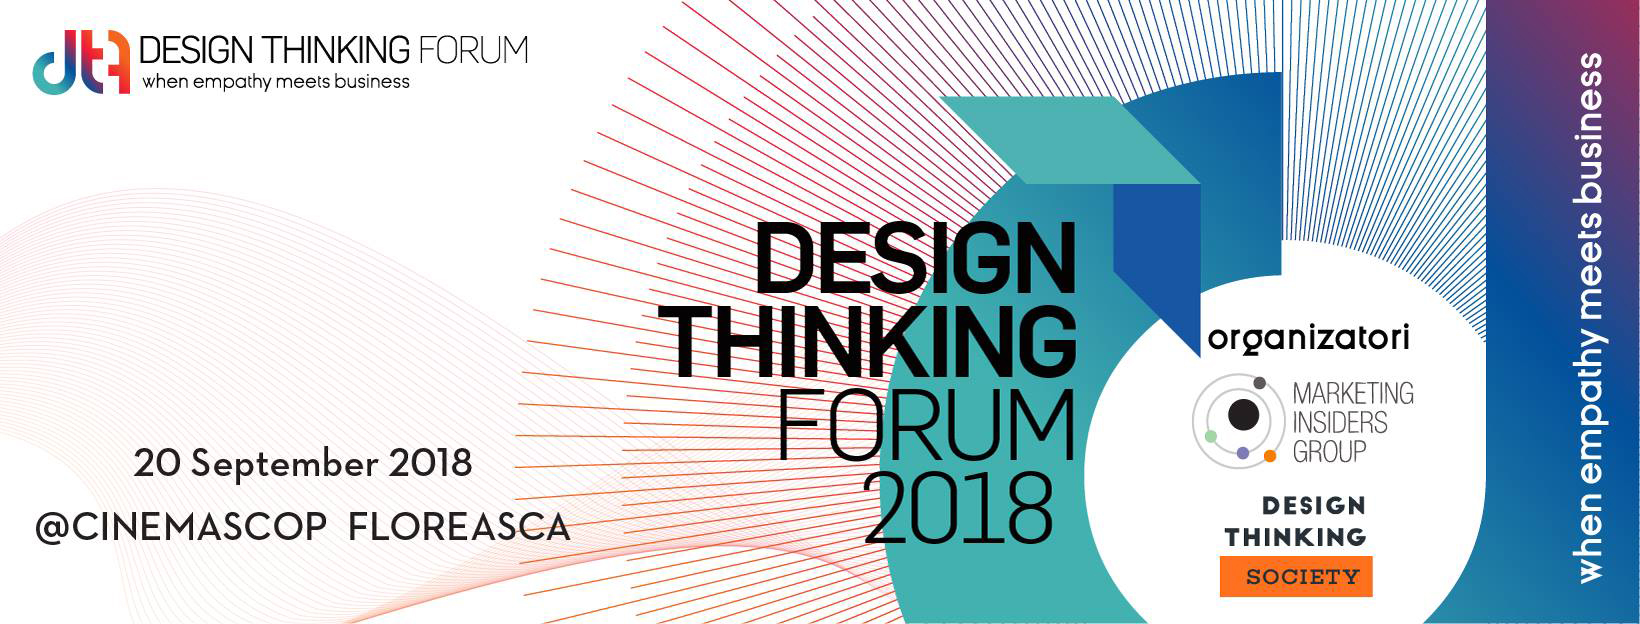 dtf DESIGN THINKING FORUM
when empathy meets business
DESIGN
THINKING
FORUM
2018
20 September 2018
@CINEMASCOP FLOREASCA
organizatori
MARKETING
INSIDERS
GROUP
DESIGN
THINKING
SOCIETY
when empathy meets business